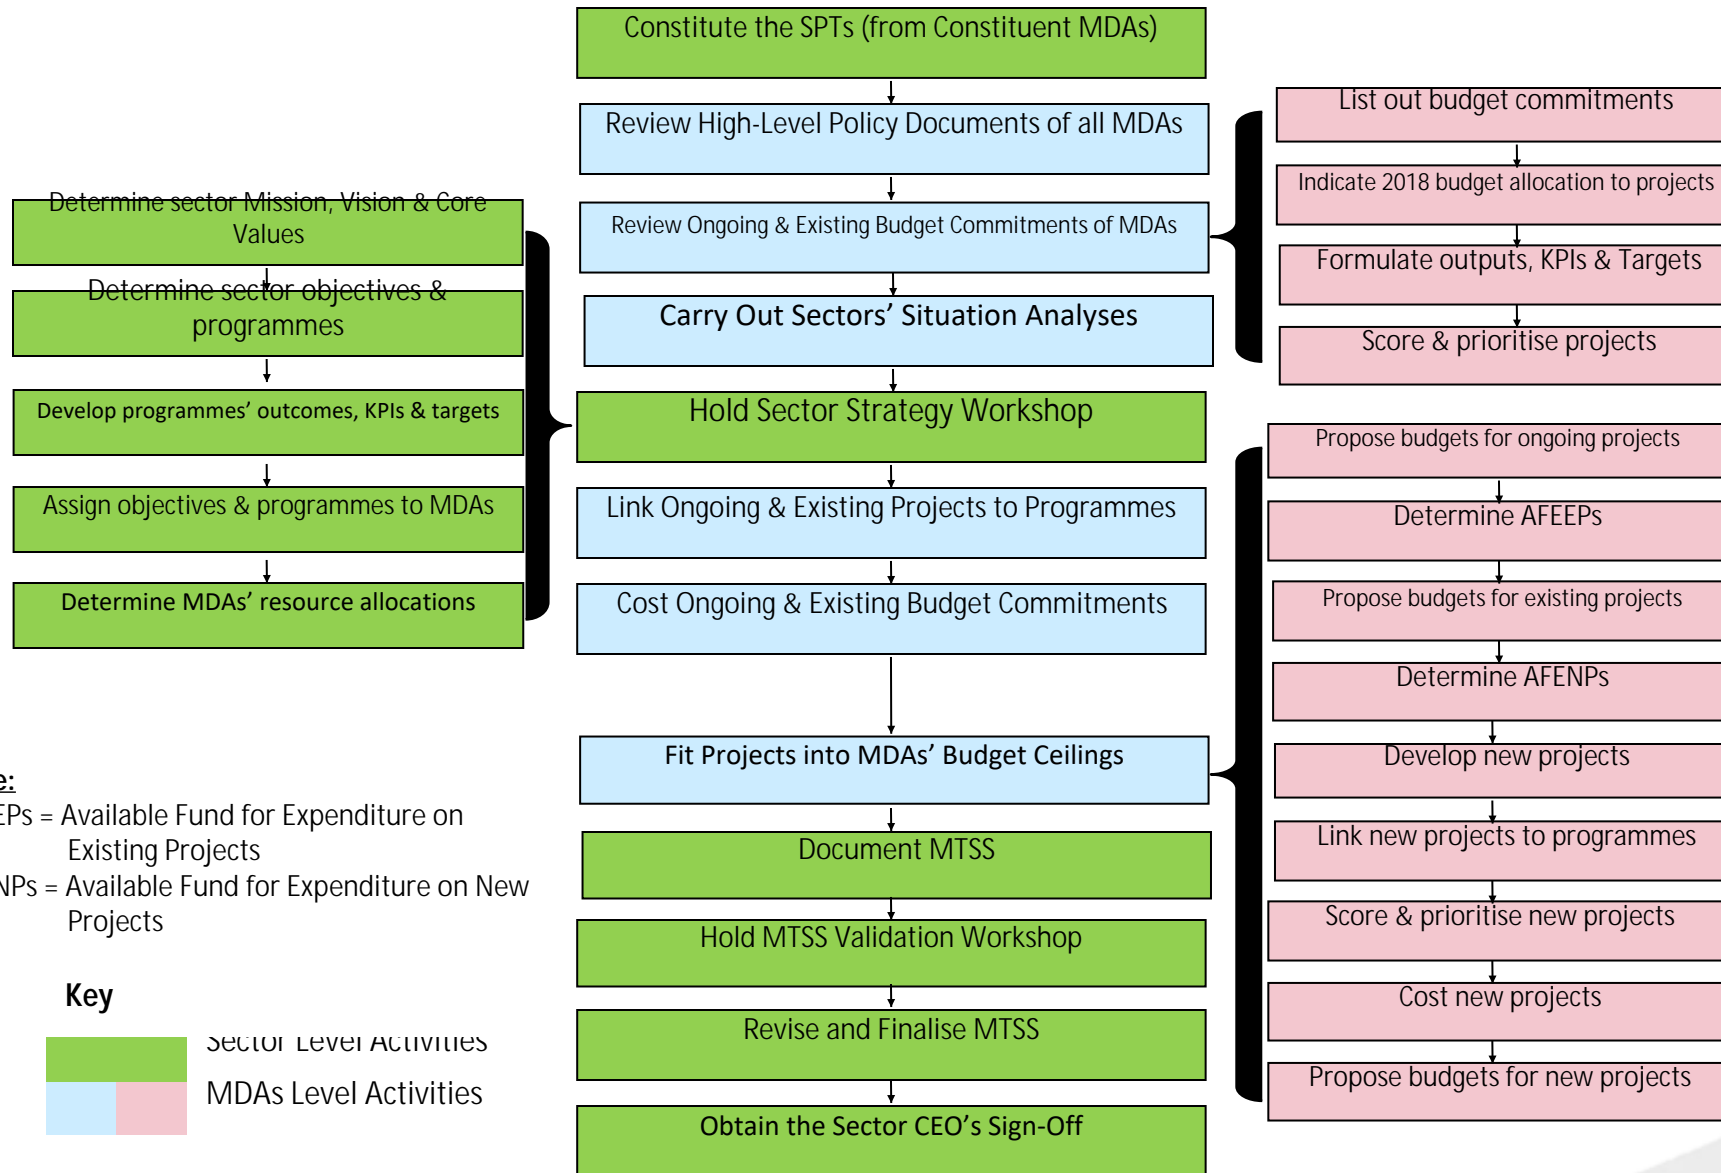 Constitute the SPTs (from Constituent MDAs)
Review High-Level Policy Documents of all MDAs
Review Ongoing & Existing Budget Commitments of MDAs
Carry Out Sectors’ Situation Analyses
Hold Sector Strategy Workshop
Link Ongoing & Existing Projects to Programmes
Cost Ongoing & Existing Budget Commitments
Fit Projects into MDAs’ Budget Ceilings
Document MTSS
Hold MTSS Validation Workshop
Revise and Finalise MTSS
Obtain the Sector CEO’s Sign-Off
Determine sector Mission, Vision & Core
Values
Determine sector objectives &
programmes
Develop programmes’ outcomes, KPIs & targets
Assign objectives & programmes to MDAs
Determine MDAs’ resource allocations
List out budget commitments
Indicate 2018 budget allocation to projects
Formulate outputs, KPIs & Targets
Score & prioritise projects
Propose budgets for ongoing projects
Determine AFEEPs
Propose budgets for existing projects
Determine AFENPs
Develop new projects
Link new projects to programmes
Score & prioritise new projects
Cost new projects
Propose budgets for new projects
e:
EPs = Available Fund for Expenditure on
Existing Projects
NPs = Available Fund for Expenditure on New
Projects
Key
Sector Level Activities
MDAs Level Activities